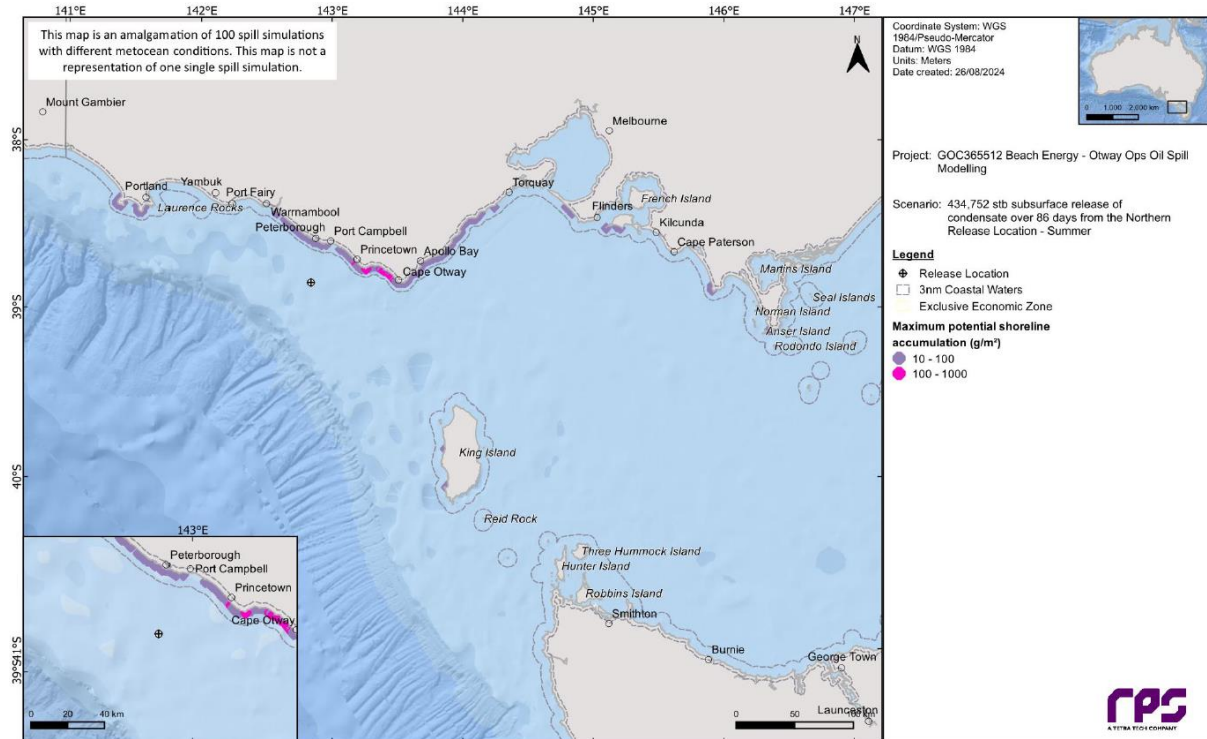 141°E 142°E 143°E 144°E 145°E 146°E 147°E
This map is an amalgamation of 100 spill simulations
with different metocean conditions. This map is not a
representation of one single spill simulation.
N
Mount Gambier
Melbourne
38°S
Portland
Yambuk
Port Fairy
Laurence Rocks
Warrnambool
Peterborough
Port Campbell
Princetown
Apollo Bay
Cape Otway
Torquay
Flinders
French Island
Kilcunda
Cape Paterson
39°S
Martins Island
Seal Islands
Norman Island
Anser Island
Rodondo Island
King Island
40°S
Reid Rock
Three Hummock Island
Hunter Island
Robbins Island
Smithton
Burnie
George Town
Launceston
0 50 100 km
143°E
Peterborough
Port Campbell
Princetown
Cape Otway
39°S
41°S
0 20 40 km
Coordinate System: WGS
1984/Pseudo-Mercator
Datum: WGS 1984
Units: Meters
Date created: 26/08/2024
0 1,000 2,000 km
Project: GOC365512 Beach Energy - Otway Ops Oil Spill
Modelling
Scenario: 434,752 stb subsurface release of
condensate over 86 days from the Northern
Release Location - Summer
Legend
Release Location
3nm Coastal Waters
Exclusive Economic Zone
Maximum potential shoreline
accumulation (g/m²)
10 - 100
100 - 1000
rps
A TETRA TECH COMPANY